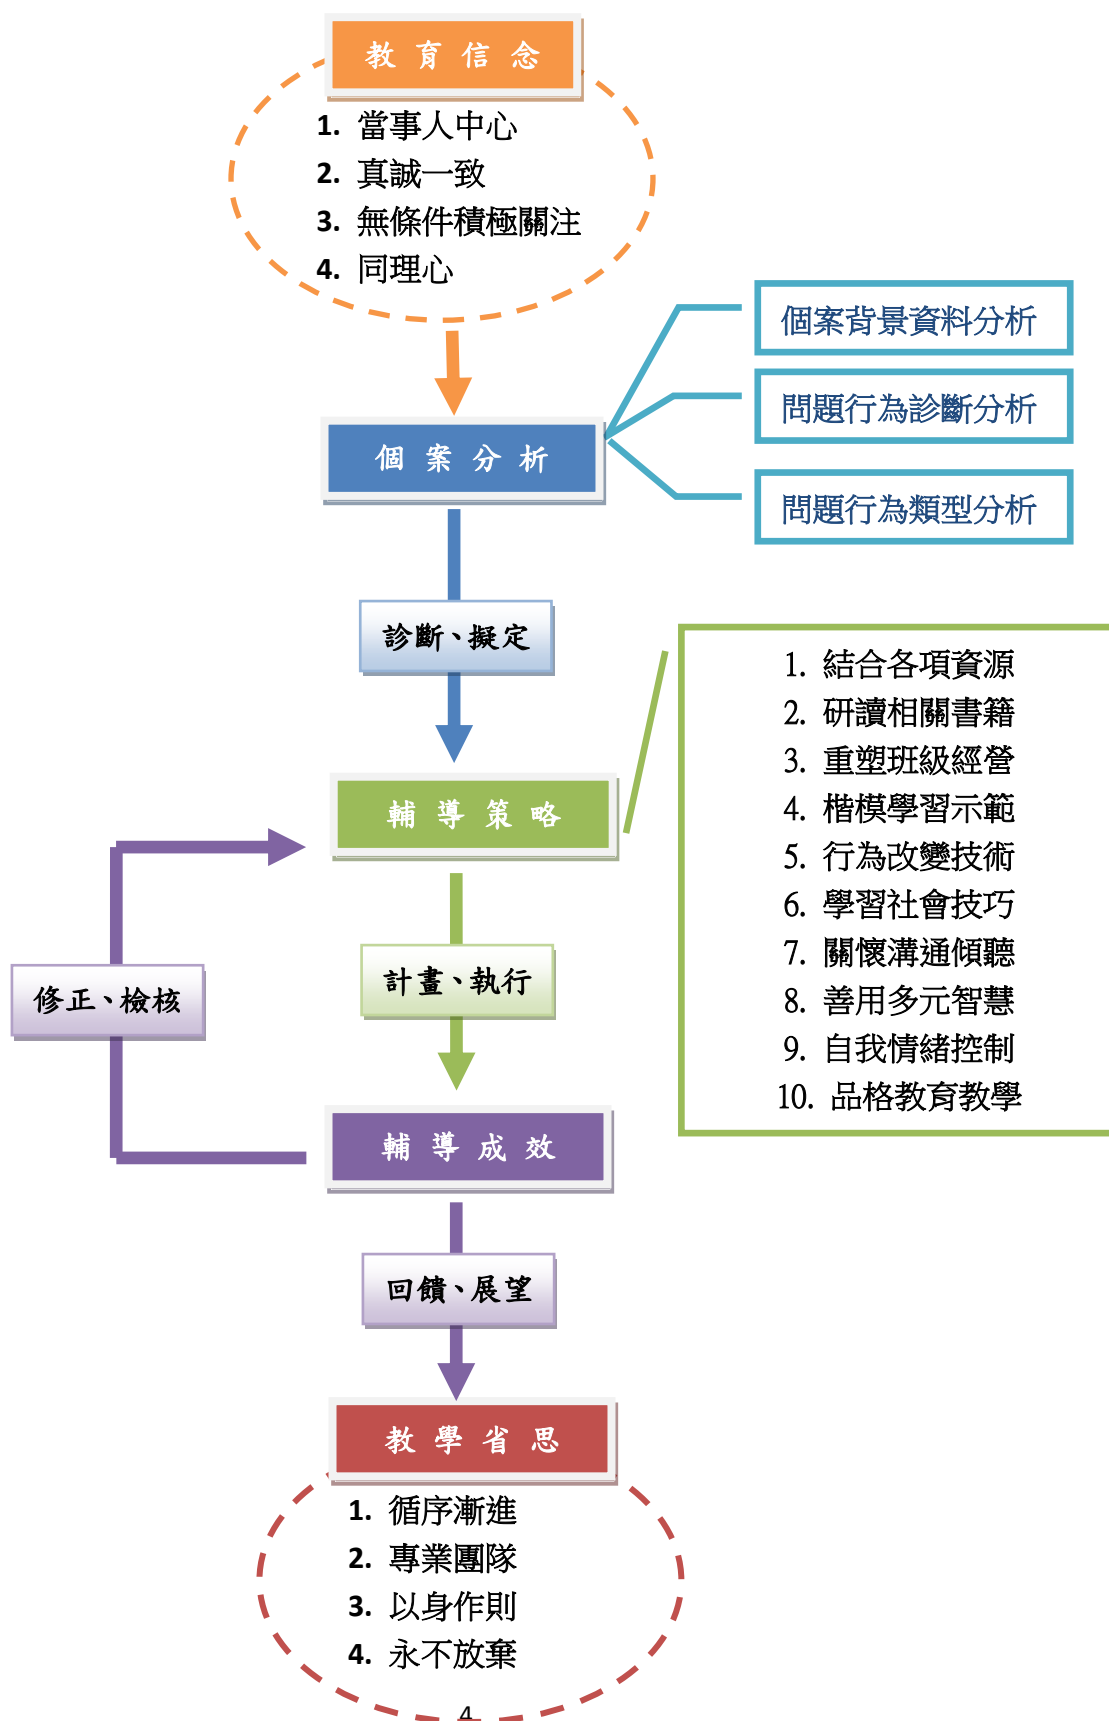 教育信念
1. 當事人中心
2. 真誠一致
3. 無條件積極關注
4. 同理心
個案分析
個案背景資料分析
問題行為診斷分析
問題行為類型分析
診斷、擬定
輔導策略
1. 結合各項資源
2. 研讀相關書籍
3. 重塑班級經營
4. 楷模學習示範
5. 行為改變技術
6. 學習社會技巧
7. 關懷溝通傾聽
8. 善用多元智慧
9. 自我情緒控制
10. 品格教育教學
計畫、執行
修正、檢核
輔導成效
回饋、展望
教學省思
1. 循序漸進
2. 專業團隊
3. 以身作則
4. 永不放棄
4